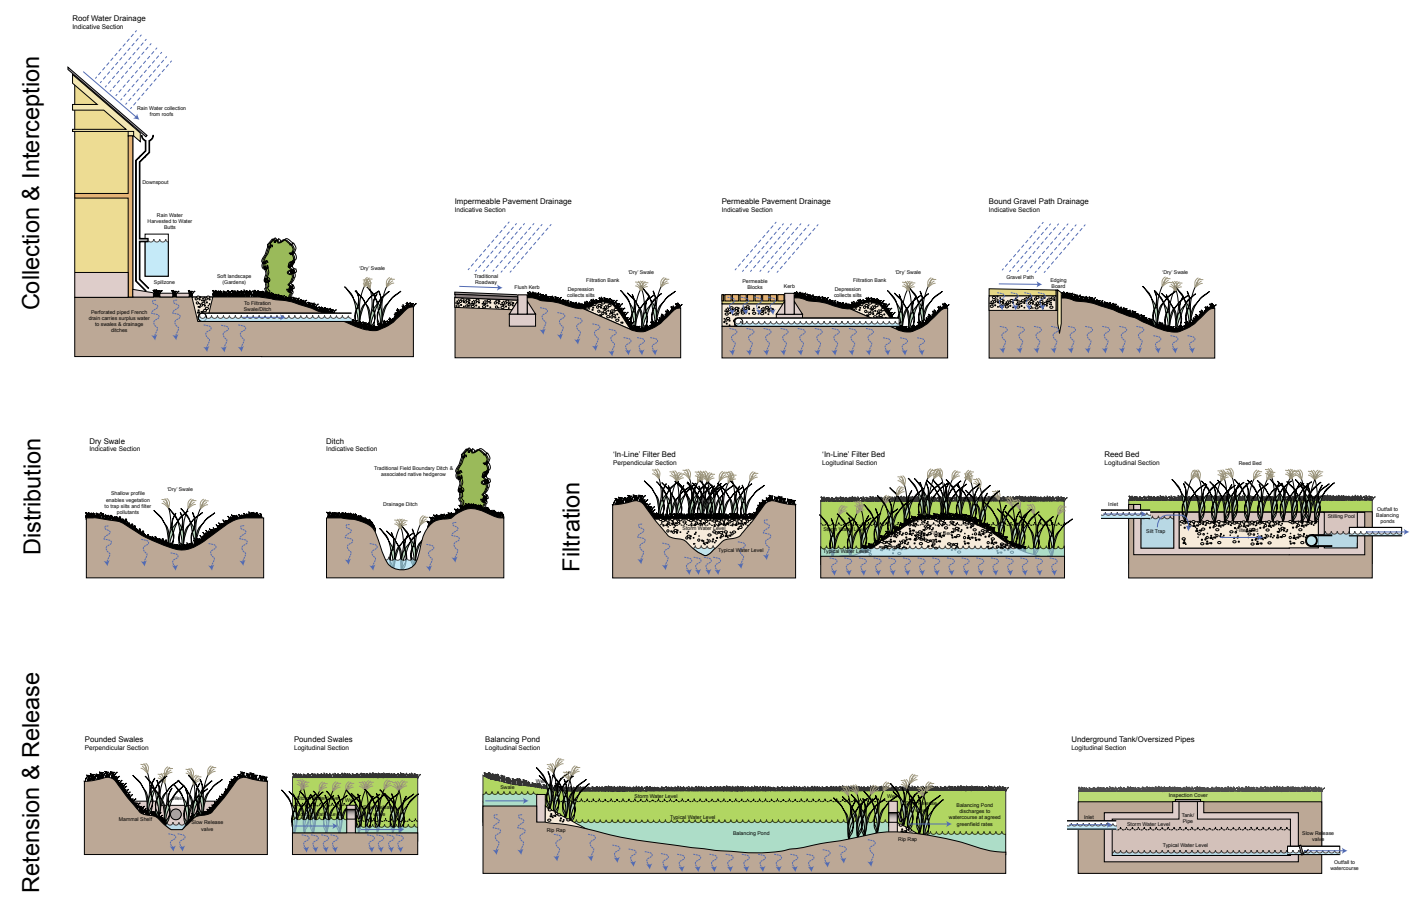 Collection & Interception
Roof Water Drainage
Indicative Section
Rain Water collection
from roofs
Downspout
Rain Water
Harvested to Water
Butts
Spillzone
Soft landscape
(Gardens)
'Dry' Swale
To Filtration
Swale/Ditch
Perforated piped French
drain carries surplus water
to swales & drainage
ditches
Impermeable Pavement Drainage
Indicative Section
Traditional
Roadway
Flush Kerb
Depression
collects silts
Filtration Bank
'Dry' Swale
Permeable Pavement Drainage
Indicative Section
Permeable
Blocks
Kerb
Depression
collects silts
Filtration Bank
'Dry' Swale
Bound Gravel Path Drainage
Indicative Section
Gravel Path
Edging
Board
'Dry' Swale
Distribution
Dry Swale
Indicative Section
Shallow profile
enables vegetation
to trap silts and filter
pollutants
'Dry' Swale
Ditch
Indicative Section
Traditional Field Boundary Ditch &
associated native hedgerow
Drainage Ditch
Filtration
'In-Line' Filter Bed
Perpendicular Section
Storm Water Level
Typical Water Level
'In-Line' Filter Bed
Logitudinal Section
Typical Water Level
Reed Bed
Logitudinal Section
Reed Bed
Inlet
Silt Trap
Stilling Pool
Outfall to
Balancing
ponds
Retension & Release
Pounded Swales
Perpendicular Section
Mammal Shelf
Slow Release
valve
Pounded Swales
Logitudinal Section
Balancing Pond
Logitudinal Section
Swale
Rip Rap
Storm Water Level
Typical Water Level
Balancing Pond
Rip Rap
Balancing Pond
discharges to
watercourse at agreed
greenfield rates
Underground Tank/Oversized Pipes
Logitudinal Section
Inspection Cover
Inlet
Tank/
Pipe
Storm Water Level
Typical Water Level
Slow Release
valve
Outfall to
watercourse